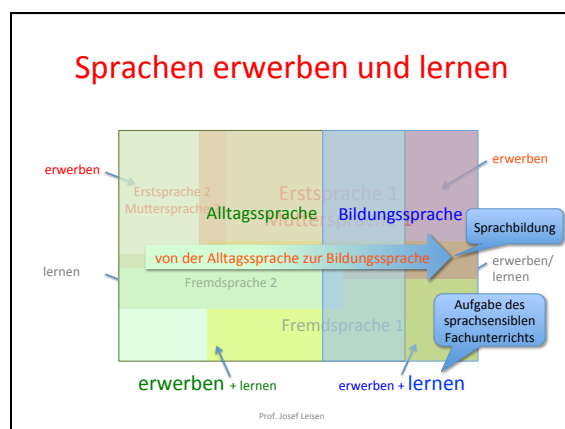 Sprachen erwerben und lernen
erwerben
erwerben
Erstsprache 2
Muttersprache 2
Erstsprache 1
Muttersprache 1
Alltagssprache
Bildungssprache
Sprachbildung
von der Alltagssprache zur Bildungssprache
lernen
erwerben/
lernen
Fremdsprache 2
Fremdsprache 1
Aufgabe des
sprachsensiblen
Fachunterrichts
erwerben + lernen
erwerben + lernen
Prof. Josef Leisen